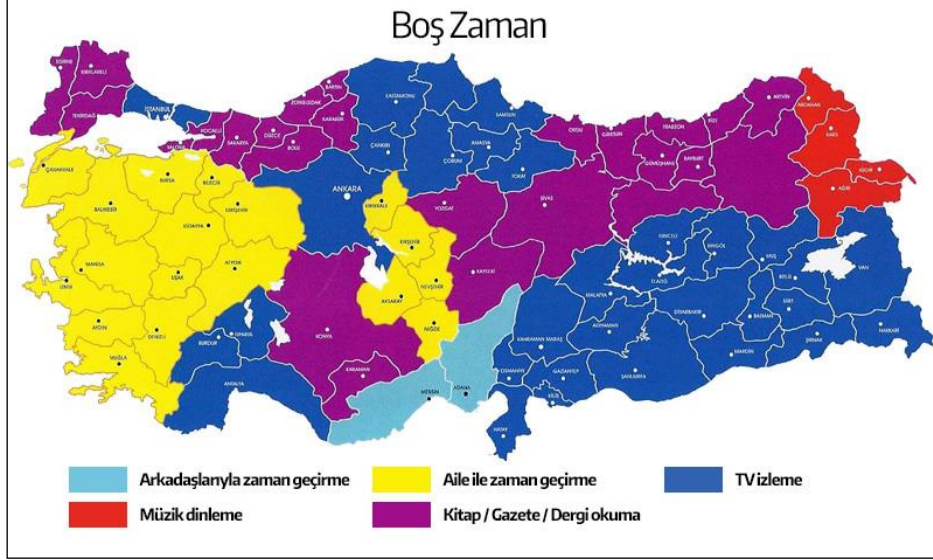 Boş Zaman
EDİRNE
KIRKLARELİ
TEKİRDAĞ
İSTANBUL
KOCAELİ
YALOVA
SAKARYA
DÜZCE
BOLU
ZONGULDAK
BARTIN
KARABÜK
KASTAMONU
SAMSUN
ÇANKIRI
ÇORUM
AMASYA
TOKAT
ORDU
GİRESUN
TRABZON
RİZE
ARTVİN
ARDAHAN
KARS
IĞDIR
AĞRI
GÜMÜŞHANE
BAYBURT
ÇANAKKALE
BURSA
BİLECİK
ESKİŞEHİR
BALIKESİR
KÜTAHYA
ANKARA
KIRIKKALE
YOZGAT
SİVAS
KIRŞEHİR
NEVŞEHİR
KAYSERİ
AKSARAY
NİĞDE
MANİSA
İZMİR
UŞAK
AFYON
AYDIN
DENİZLİ
MUĞLA
BURDUR
ISPARTA
ANTALYA
KONYA
KARAMAN
MERSİN
ADANA
TUNCELİ
BİNGÖL
MUŞ
VAN
ELAZIĞ
BİTLİS
MALATYA
DİYARBAKIR
BATMAN
SİİRT
HAKKARİ
ŞIRNAK
MARDİN
ADIYAMAN
KAHRAMAN MARAŞ
OSMANİYE
GAZİANTEP
ŞANLIURFA
KİLİS
HATAY
Arkadaşlarıyla zaman geçirme
Aile ile zaman geçirme
TV izleme
Müzik dinleme
Kitap / Gazete / Dergi okuma